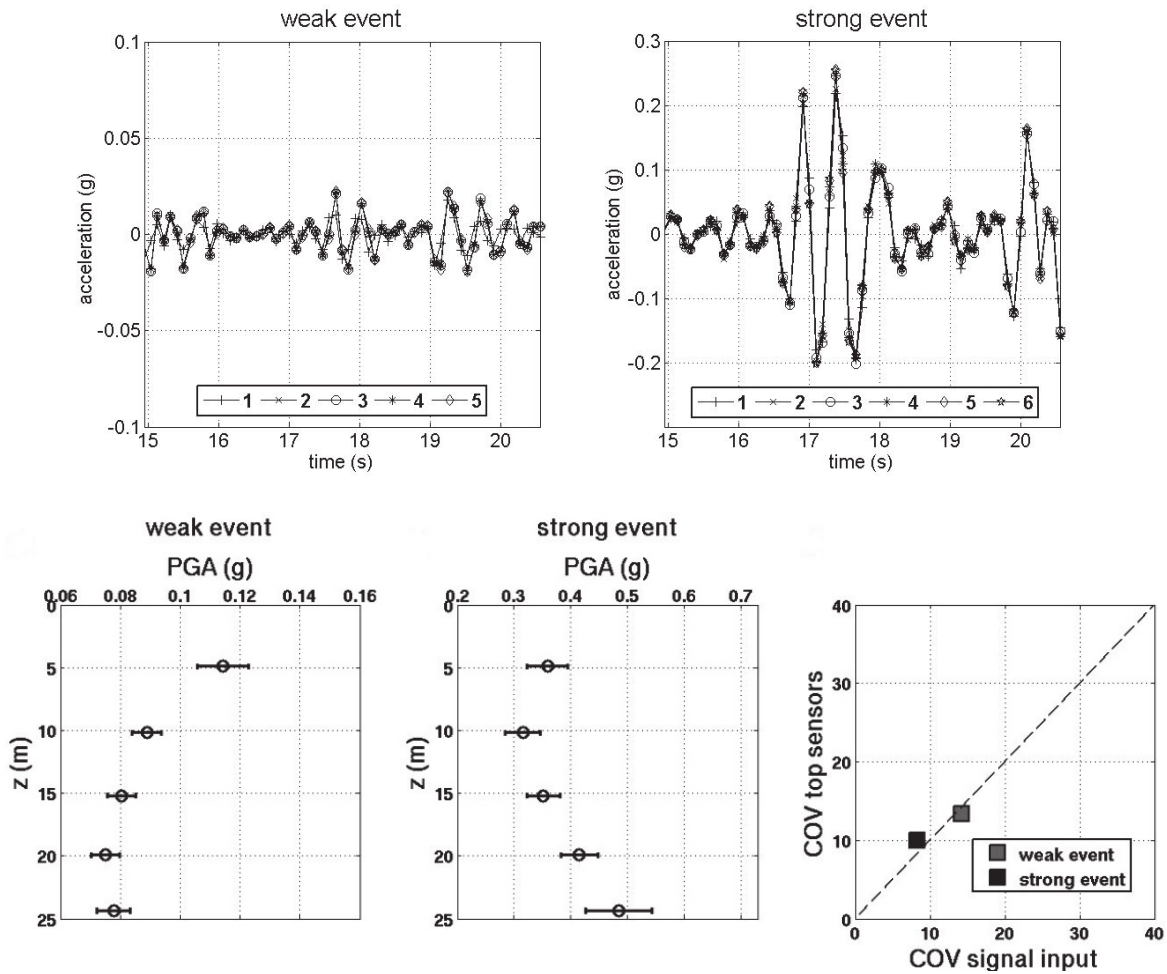 weak event
0.1
0.05
0
-0.05
-0.1
acceleration (g)
1 2 3 4 5
15 16 17 18 19 20
time (s)
strong event
0.3
0.2
0.1
0
-0.1
-0.2
acceleration (g)
1 2 3 4 5 6
15 16 17 18 19 20
time (s)
weak event
PGA (g)
0.06 0.08 0.1 0.12 0.14 0.16
0
5
10
15
20
25
z (m)
strong event
PGA (g)
0.2 0.3 0.4 0.5 0.6 0.7
0
5
10
15
20
25
z (m)
40
30
20
10
0
COV top sensors
weak event
strong event
0 10 20 30 40
COV signal input